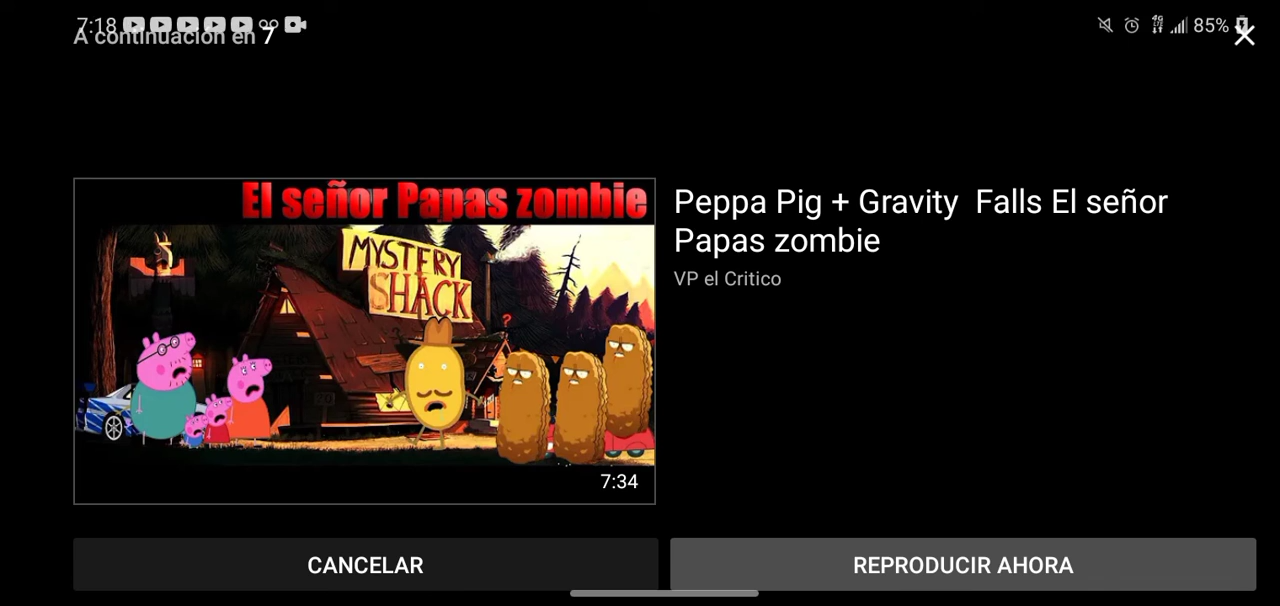 7:18
85%
A continuación en 7
El señor Papas zombie
MYSTERY
SHACK
?
7:34
Peppa Pig + Gravity  Falls El señor
Papas zombie
VP el Critico
CANCELAR
REPRODUCIR AHORA